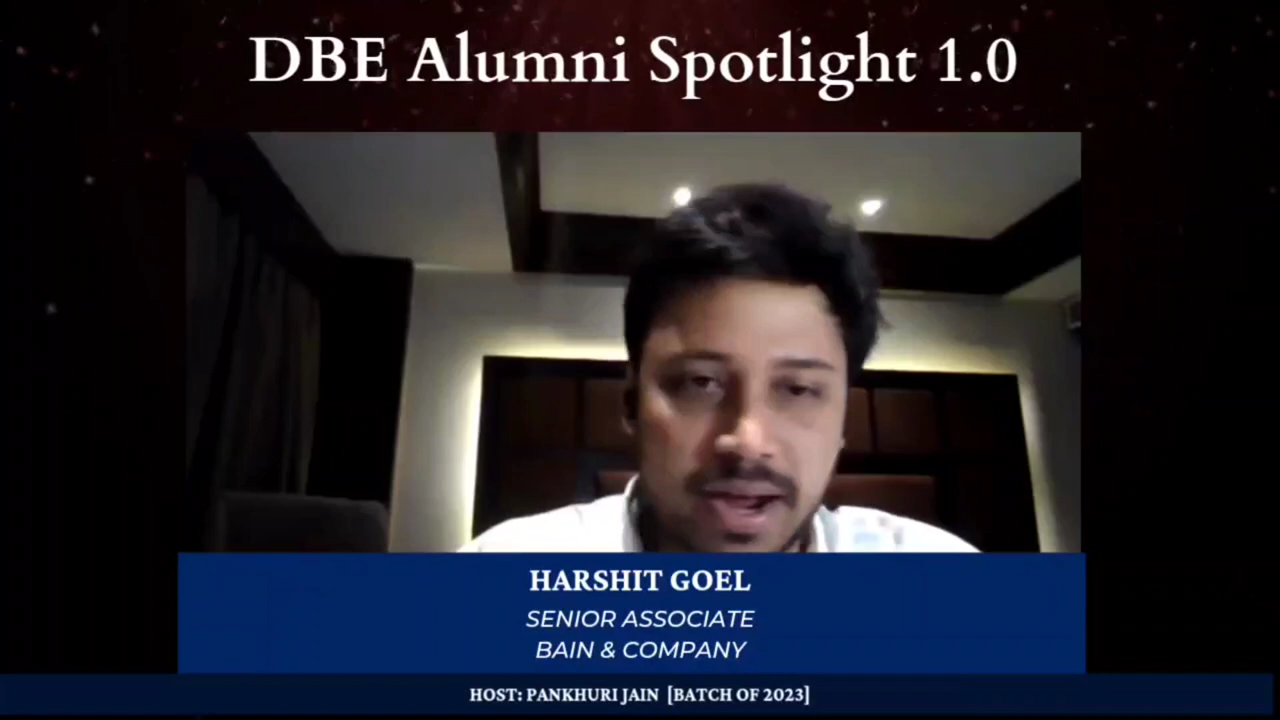 DBE Alumni Spotlight 1.0
HARSHIT GOEL
SENIOR ASSOCIATE
BAIN & COMPANY
HOST: PANKHURI JAIN [BATCH OF 2023]